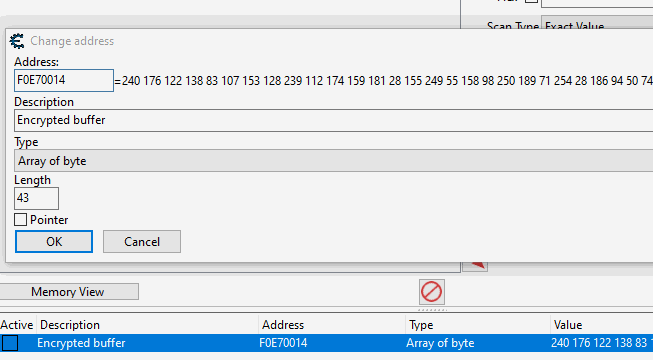 Scan Type Exact Value
Change address
Address:
F0E70014 =240 176 122 138 83 107 153 128 239 112 174 159 181 28 155 249 55 158 98 250 189 71 254 28 186 94 50 74
Description
Encrypted buffer
Type
Array of byte
Length
43
Pointer
OK Cancel
Memory View
Active Description Address Type Value
Encrypted buffer F0E70014 Array of byte 240 176 122 138 83